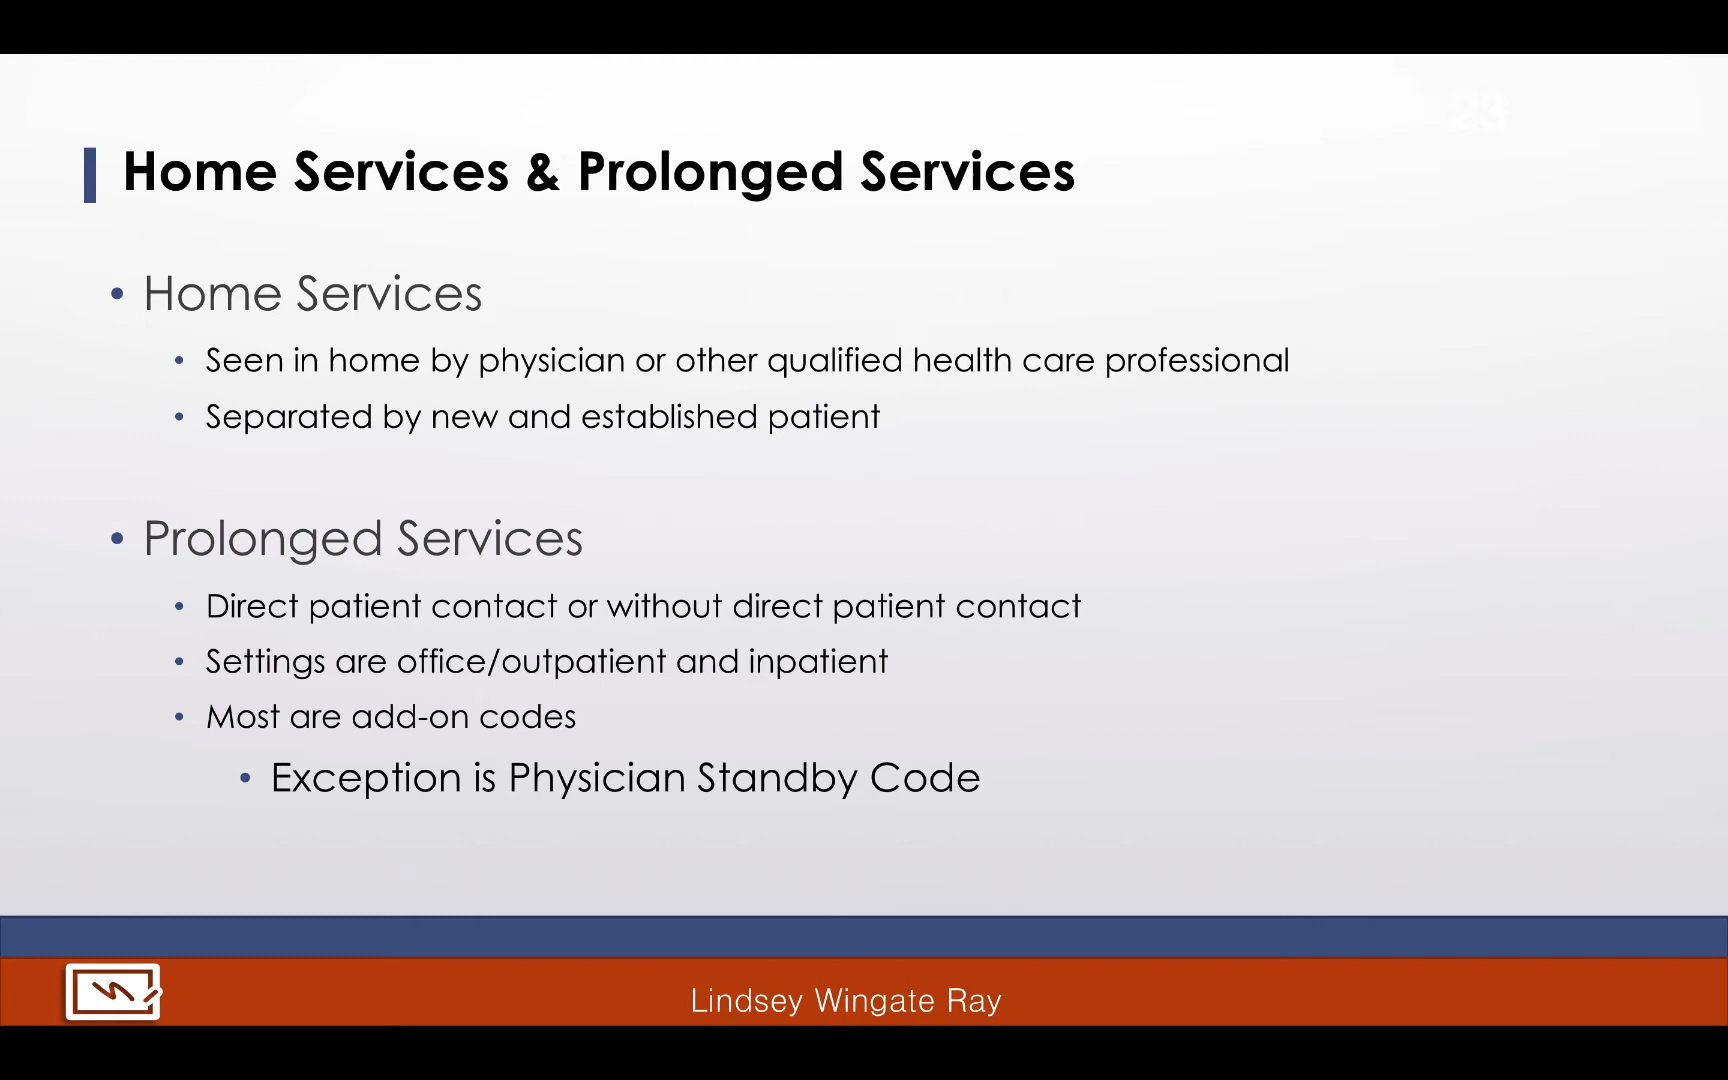 23
Home Services & Prolonged Services
• Home Services
• Seen in home by physician or other qualified health care professional
• Separated by new and established patient
• Prolonged Services
• Direct patient contact or without direct patient contact
• Settings are office/outpatient and inpatient
• Most are add-on codes
• Exception is Physician Standby Code
Lindsey Wingate Ray